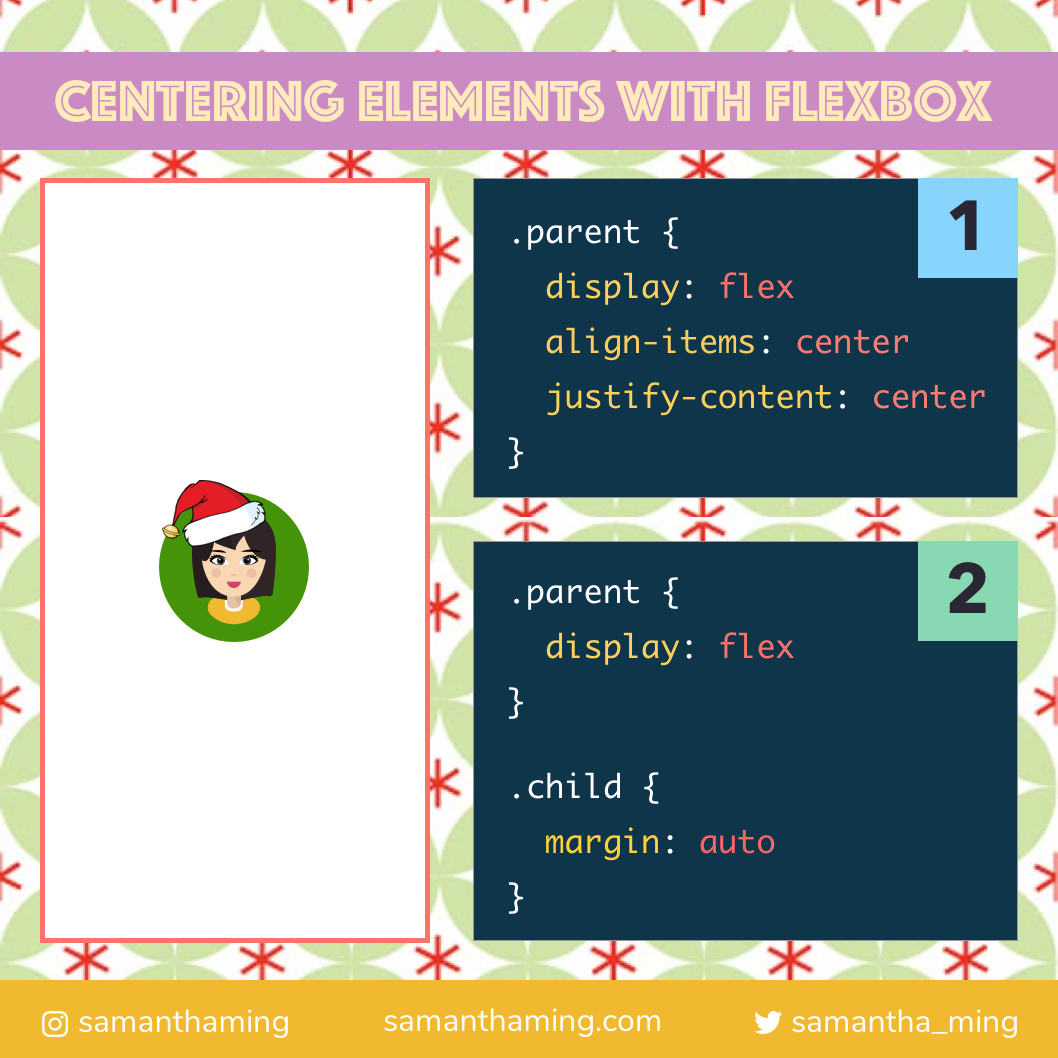 CENTERING ELEMENTS WITH FLEXBOX
1
.parent {
  display: flex
  align-items: center
  justify-content: center
}
2
.parent {
  display: flex
}
.child {
  margin: auto
}
samanthaming
samanthaming.com
samantha_ming